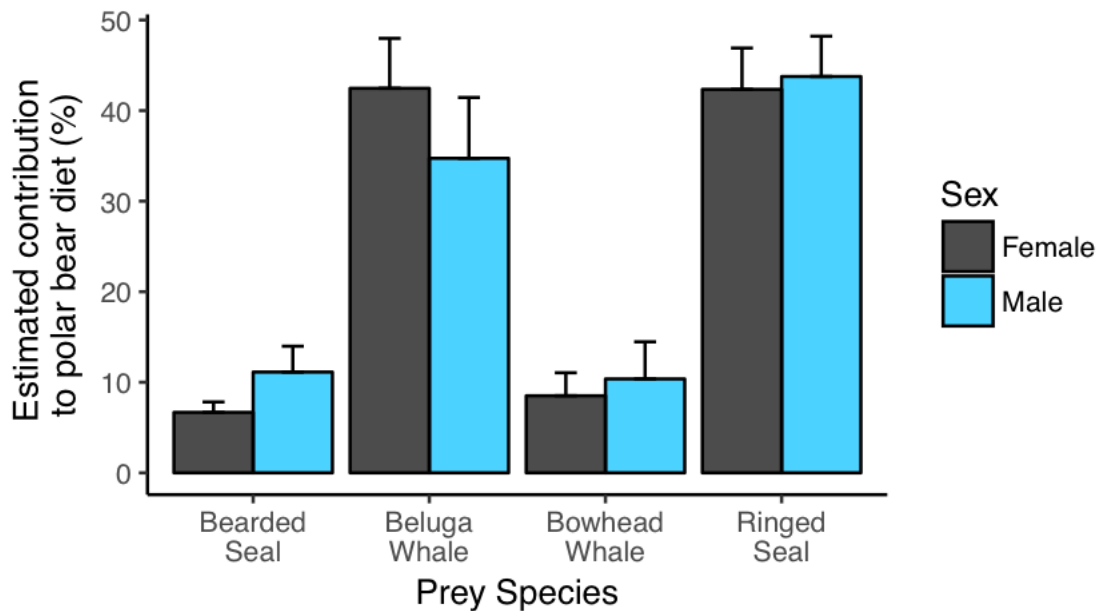 Estimated contribution
to polar bear diet (%)
50
40
30
20
10
0
Bearded
Seal
Beluga
Whale
Bowhead
Whale
Ringed
Seal
Prey Species
Sex
Female
Male